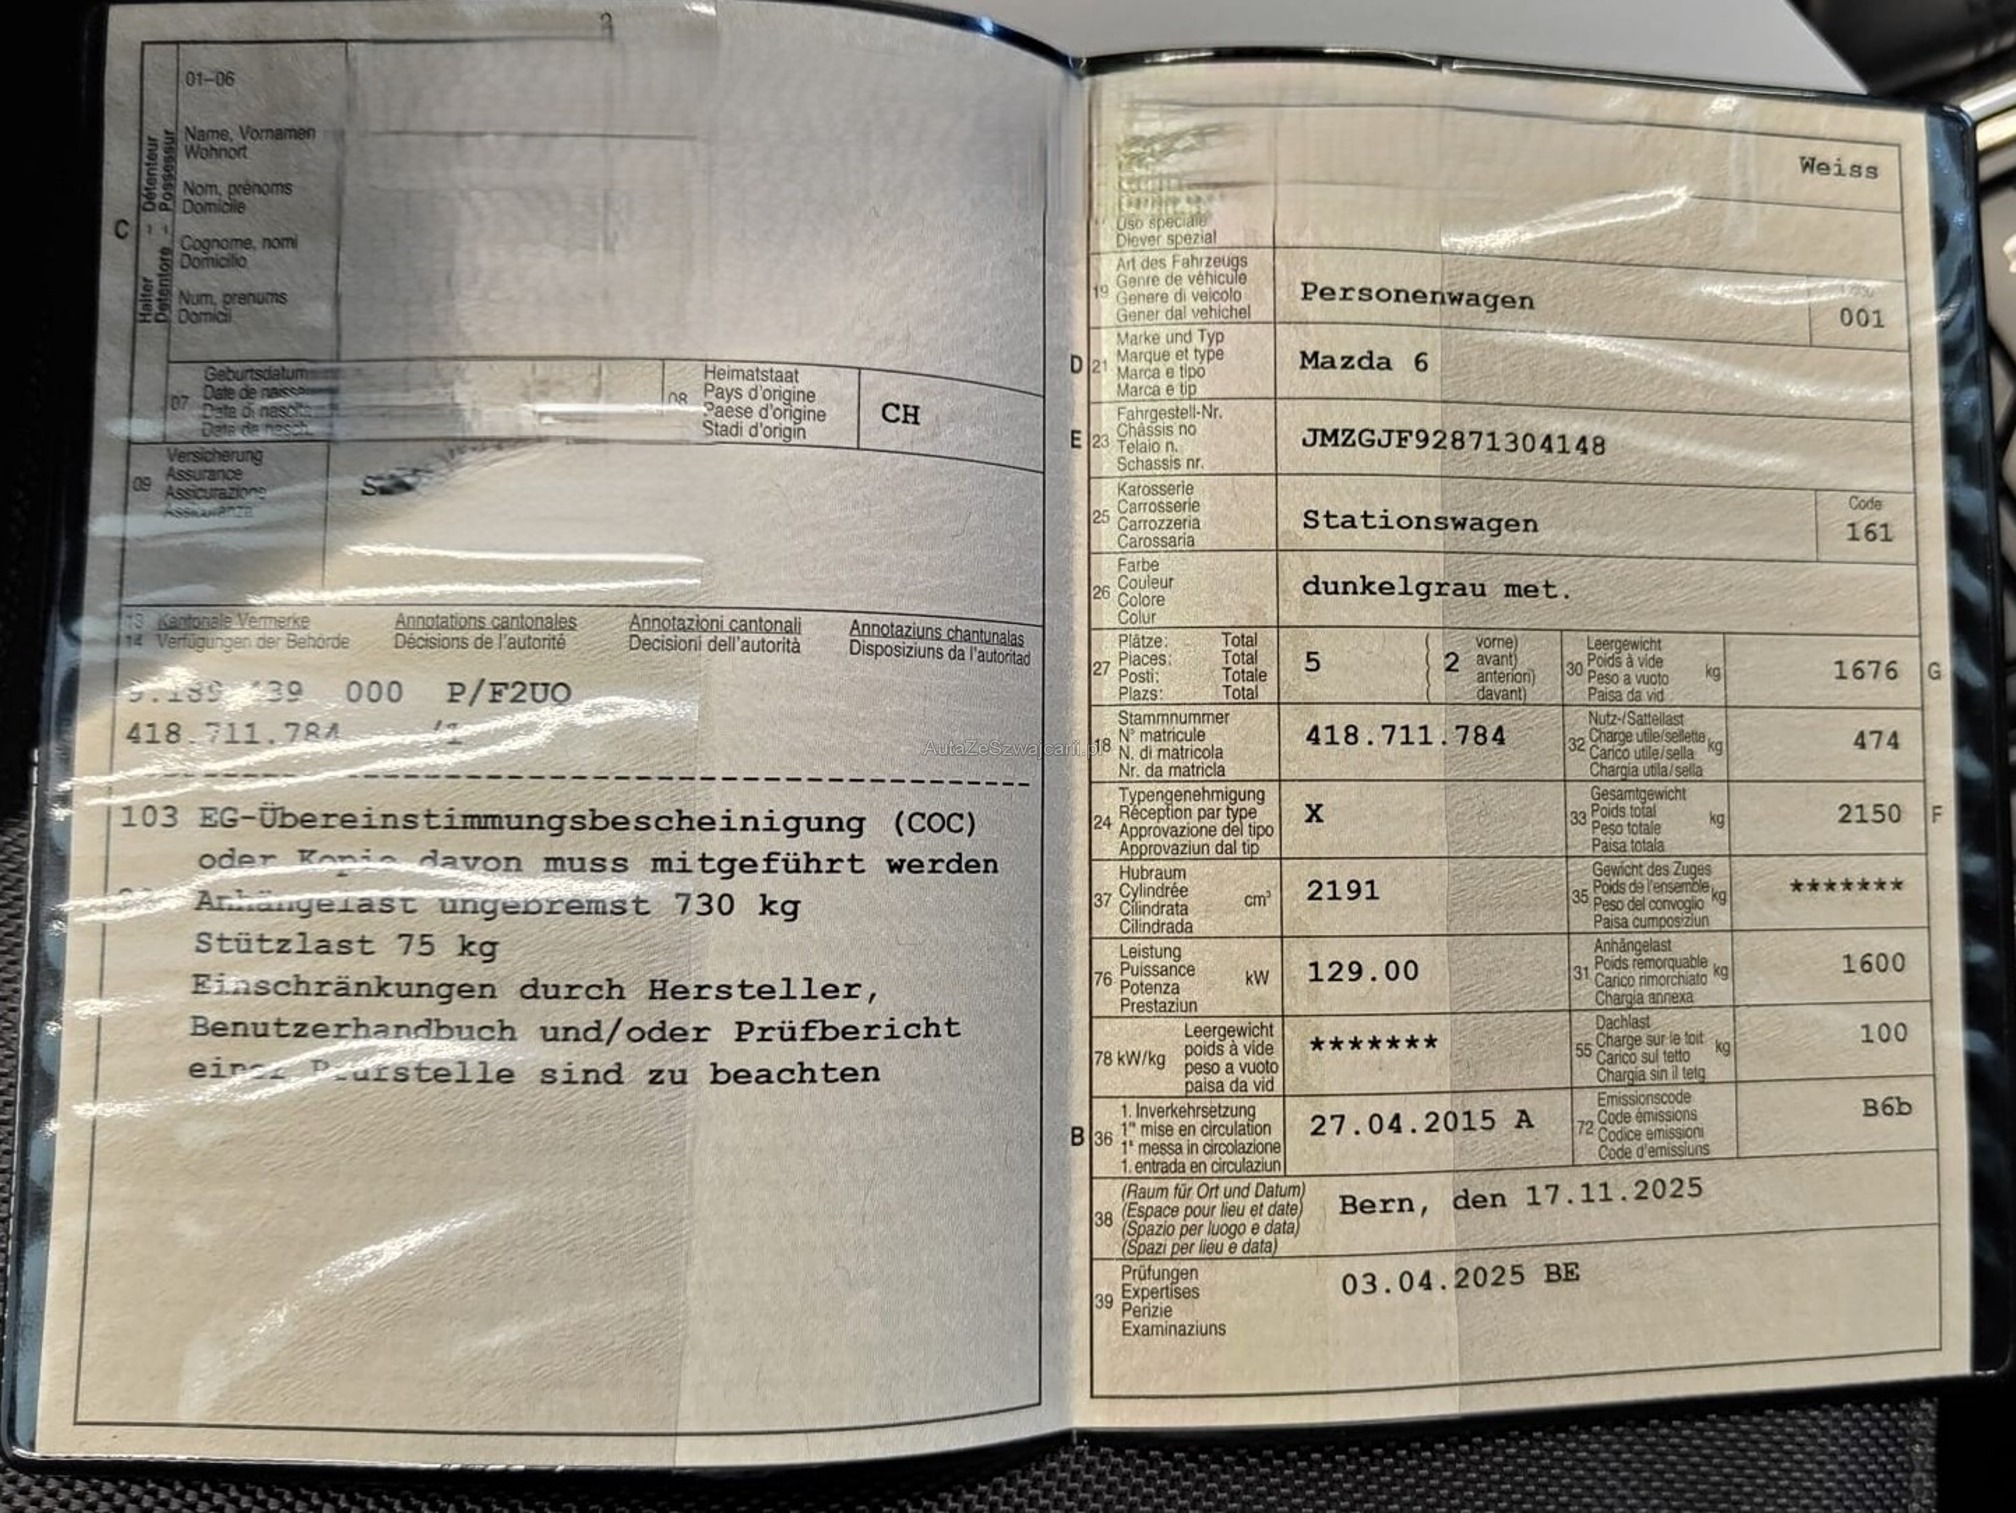 01–06
Halter – Détenteur
Detentore – Possessur
C
Name, Vornamen
Wohnort
Nom, prénoms
Domicile
Cognome, nomi
Domicilio
Num, prenums
Domicil
07
Geburtsdatum
Date de
Data di nascita
Data da nasch.
08
Heimatstaat
Pays d'origine
Paese d'origine
Stadi d'origin
CH
09
Versicherung
Assurance
Assicurazione
Assicuranza
13 Kantonale Vermerke Annotations cantonales Annotazioni cantonali Annotaziuns chantunalas
14 Verfügungen der Behörde Décisions de l'autorité Decisioni dell'autorità Disposiziuns da l'autoritad
000 P/F2UO
418.711.784 /1
103 EG-Übereinstimmungsbescheinigung (COC)
oder Kopie davon muss mitgeführt werden
Anhängelast ungebremst 730 kg
Stützlast 75 kg
Einschränkungen durch Hersteller,
Benutzerhandbuch und/oder Prüfbericht
einer Prüfstelle sind zu beachten
Weiss
Uso speciale
Diever spezial
19
Art des Fahrzeugs
Genre de véhicule
Genere di veicolo
Gener dal vehichel
Personenwagen
001
D 21
Marke und Typ
Marque et type
Marca e tipo
Marca e tip
Mazda 6
E 23
Fahrgestell-Nr.
Châssis no
Telaio n.
Schassis nr.
JMZGJF92871304148
25
Karosserie
Carrosserie
Carrozzeria
Carossaria
Stationswagen
Code
161
26
Farbe
Couleur
Colore
Colur
dunkelgrau met.
27
Plätze: Total
Places: Total
Posti: Totale
Plazs: Total
5
( vorne)
( 2 avant)
( anteriori)
( davant)
30
Leergewicht
Poids à vide kg
Peso a vuoto
Paisa da vid
1676 G
18
Stammnummer
N° matricule
N. di matricola
Nr. da matricla
418.711.784
32
Nutz-/Sattellast
Charge utile/sellette kg
Carico utile/sella
Chargia utila/sella
474
24
Typengenehmigung
Réception par type
Approvazione del tipo
Approvaziun dal tip
X
33
Gesamtgewicht
Poids total kg
Peso totale
Paisa totala
2150 F
37
Hubraum
Cylindrée cm³
Cilindrata
Cilindrada
2191
35
Gewicht des Zuges
Poids de l'ensemble kg
Peso del convoglio
Paisa cumposiziun
*******
76
Leistung
Puissance kW
Potenza
Prestaziun
129.00
31
Anhängelast
Poids remorquable kg
Carico rimorchiato
Chargia annexa
1600
78 kW/kg
Leergewicht
poids à vide
peso a vuoto
paisa da vid
*******
55
Dachlast
Charge sur le toit kg
Carico sul tetto
Chargia sin il tetg
100
B 36
1. Inverkehrsetzung
1re mise en circulation
1a messa in circolazione
1. entrada en circulaziun
27.04.2015 A
72
Emissionscode
Code émissions
Codice emissioni
Code d'emissiuns
B6b
38
(Raum für Ort und Datum)
(Espace pour lieu et date)
(Spazio per luogo e data)
(Spazi per lieu e data)
Bern, den 17.11.2025
39
Prüfungen
Expertises
Perizie
Examinaziuns
03.04.2025 BE
AutaZeSzwajcarii.pl